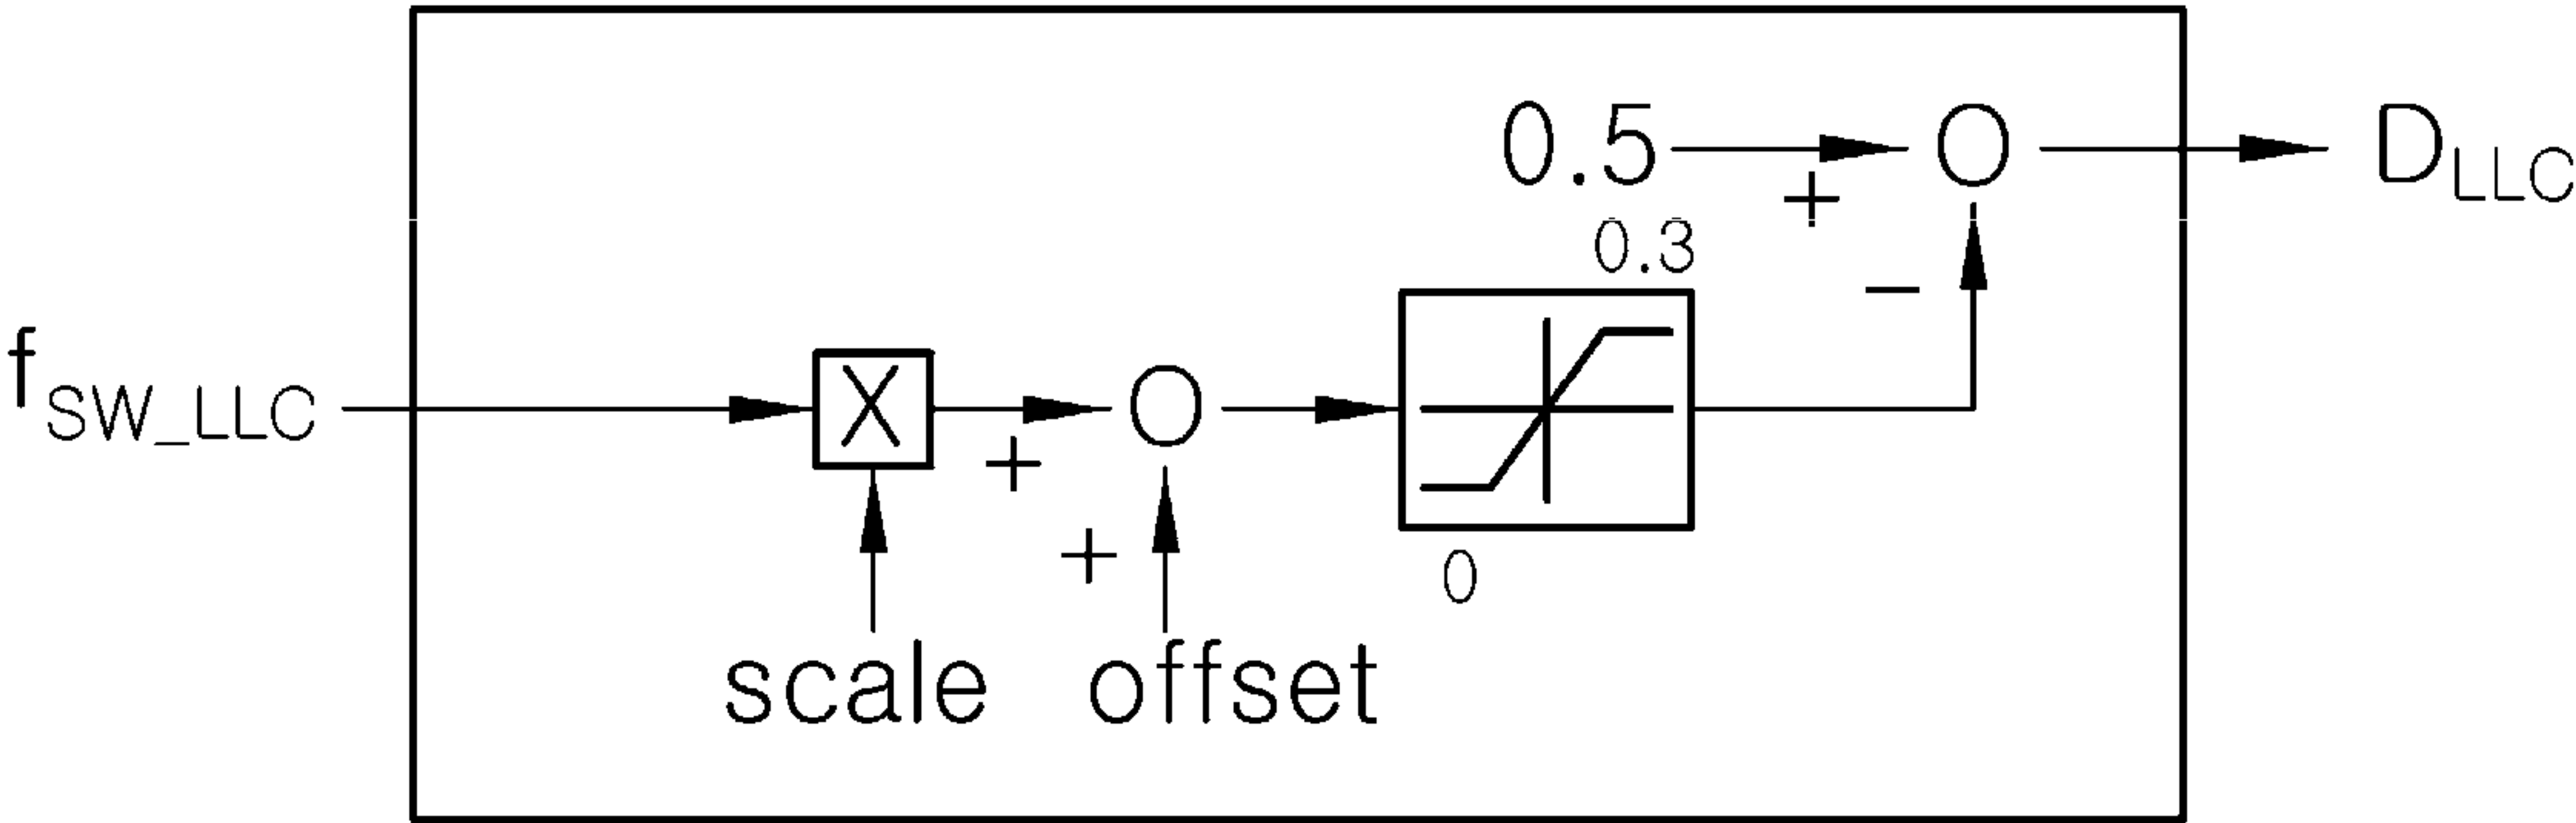 0.5
+
D_LLC
0.3
−
f_SW_LLC
X
+
+
0
scale
offset